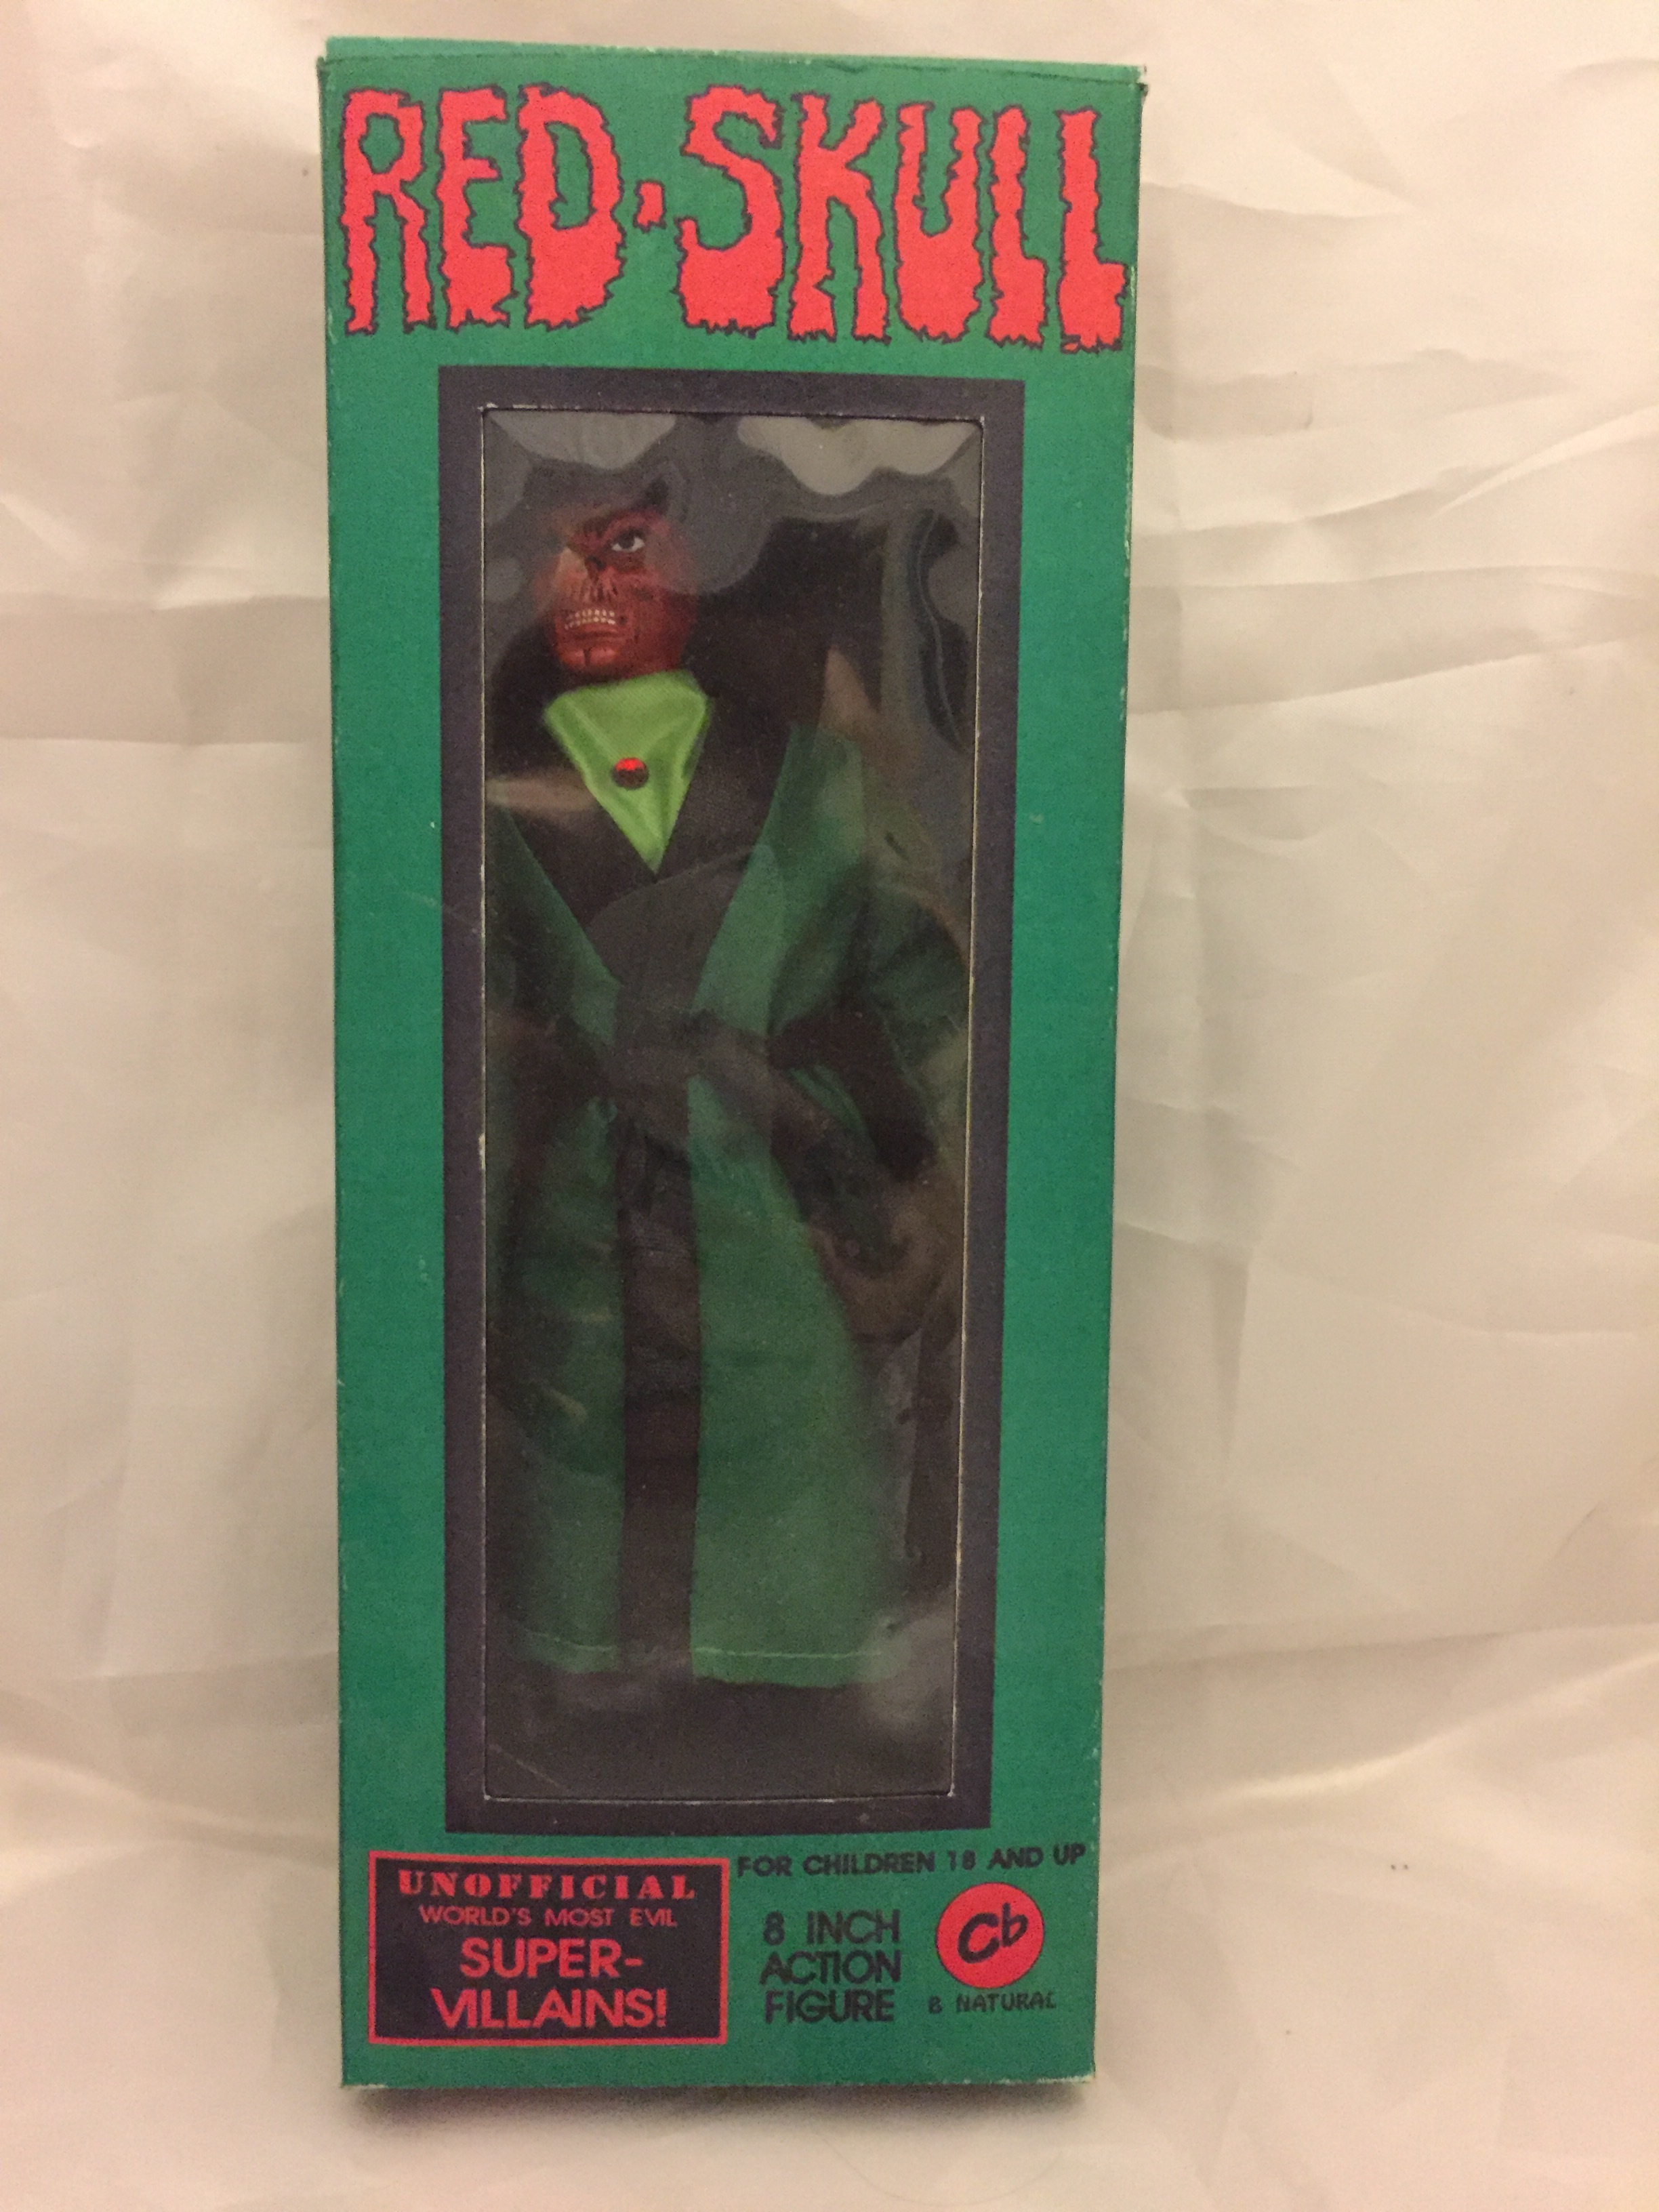 RED·SKULL
FOR CHILDREN 18 AND UP
UNOFFICIAL
WORLD'S MOST EVIL
SUPER-
VILLAINS!
8 INCH
ACTION
FIGURE
Cb
B NATURAL